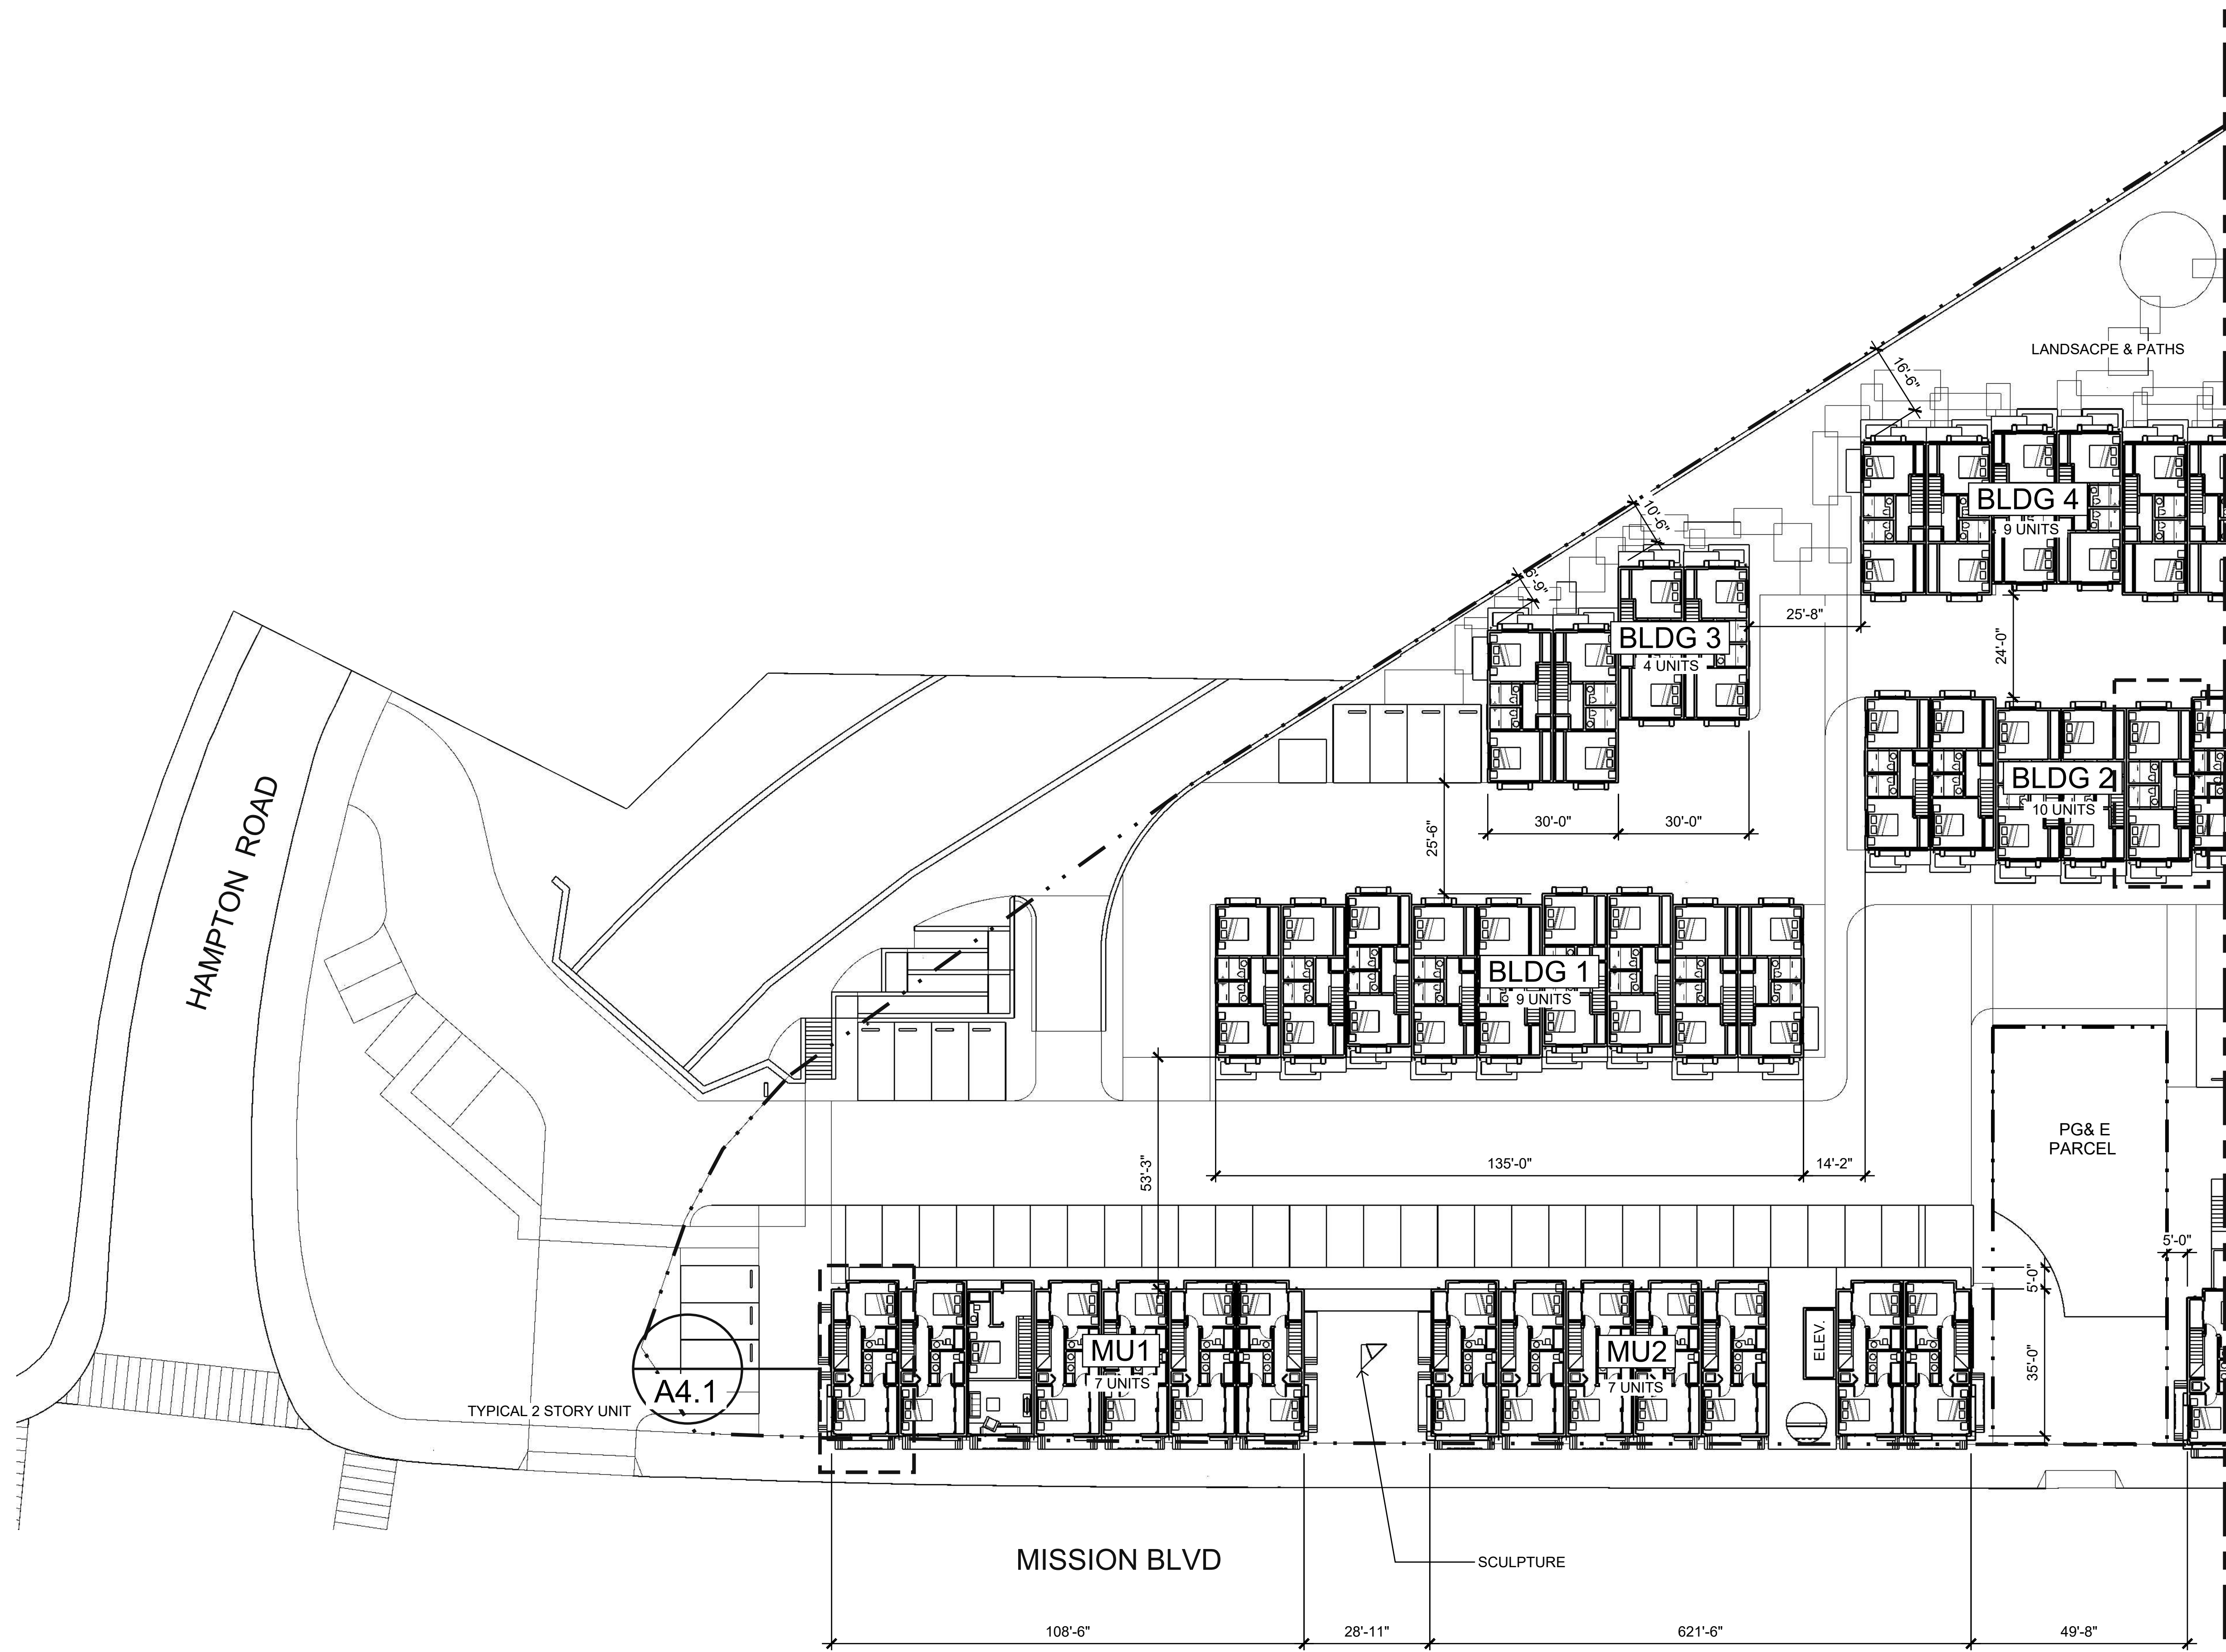 LANDSACPE & PATHS
16'-6"
BLDG 4
9 UNITS
10'-6"
6'-9"
BLDG 3
4 UNITS
25'-8"
24'-0"
BLDG 2
10 UNITS
HAMPTON ROAD
30'-0"
30'-0"
25'-6"
BLDG 1
9 UNITS
PG& E
PARCEL
53'-3"
135'-0"
14'-2"
5'-0"
5'-0"
MU1
7 UNITS
MU2
7 UNITS
ELEV.
35'-0"
A4.1
TYPICAL 2 STORY UNIT
MISSION BLVD
SCULPTURE
108'-6"
28'-11"
621'-6"
49'-8"